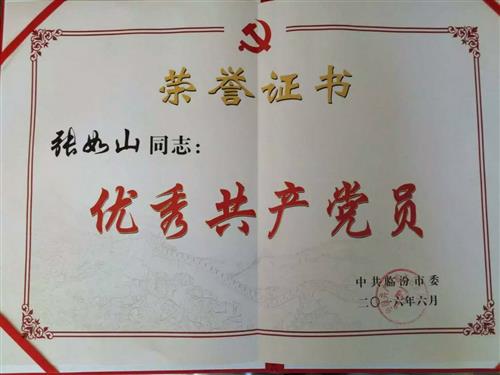 荣誉证书
张如山同志：
优秀共产党员
中共临汾市委
二〇一六年六月